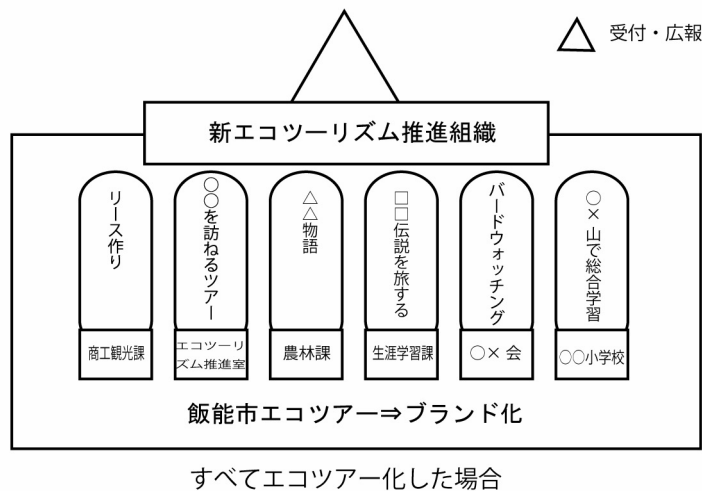 受付・広報
新エコツーリズム推進組織
リース作り
○○を訪ねるツアー
△△物語
□□伝説を旅する
バードウォッチング
○×山で総合学習
商工観光課
エコツーリ
ズム推進室
農林課
生涯学習課
○×会
○○小学校
飯能市エコツアー⇒ブランド化
すべてエコツアー化した場合